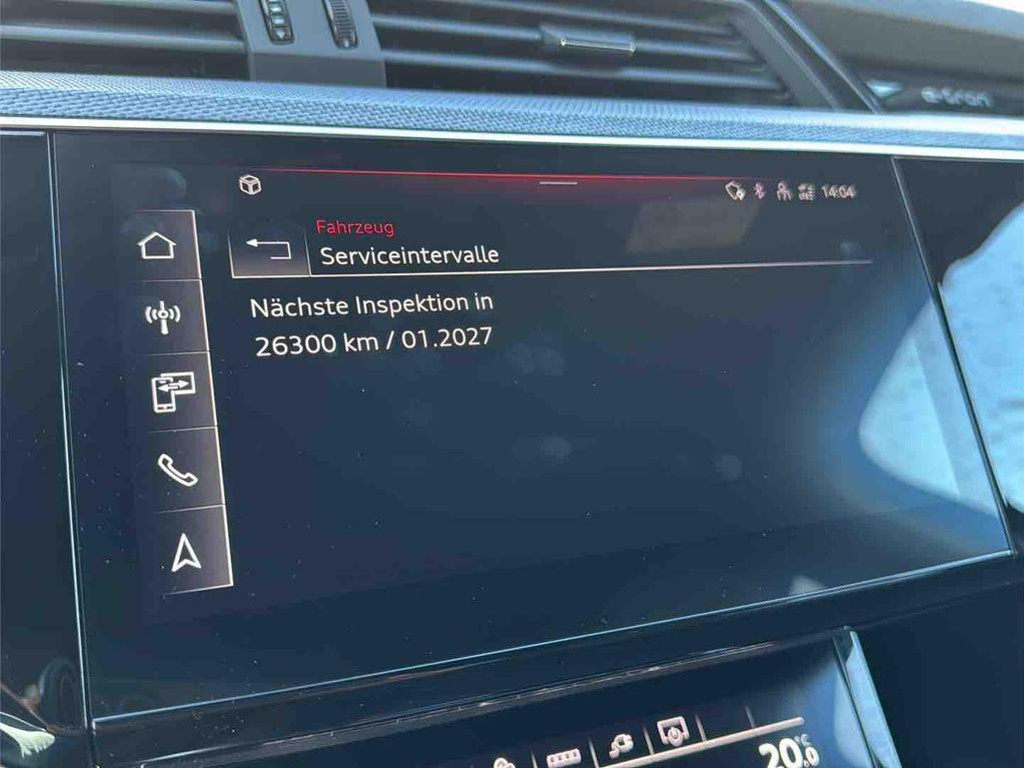 e-tron
14:04
Fahrzeug
Serviceintervalle
Nächste Inspektion in
26300 km / 01.2027
20.0 °C